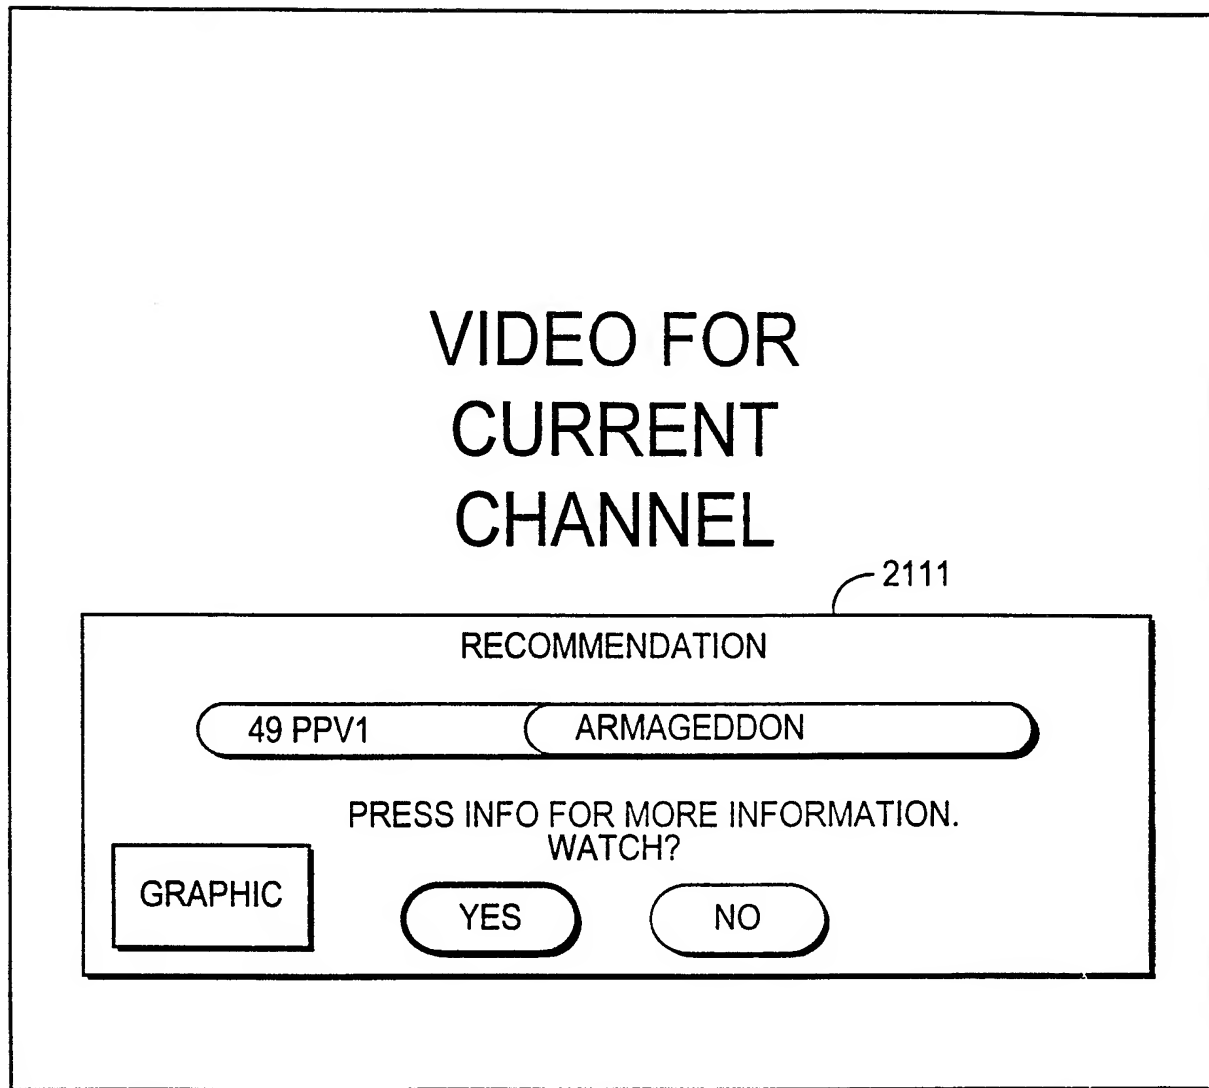 VIDEO FOR
CURRENT
CHANNEL
2111
RECOMMENDATION
49 PPV1 ARMAGEDDON
PRESS INFO FOR MORE INFORMATION.
WATCH?
GRAPHIC
YES NO